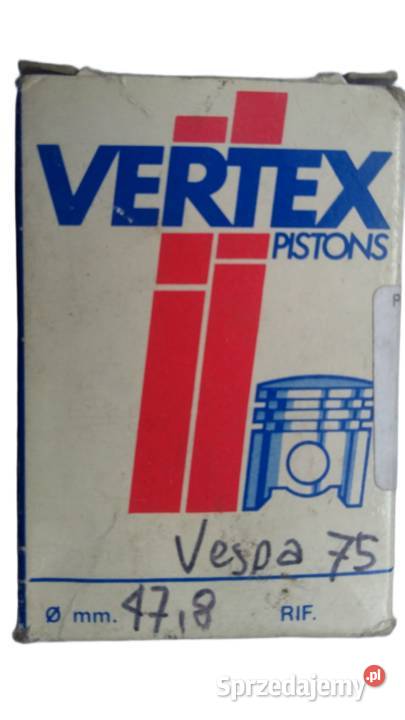 VERTEX
PISTONS
P
Vespa 75
Ø mm. 47,8 RIF.
Sprzedajemy.pl